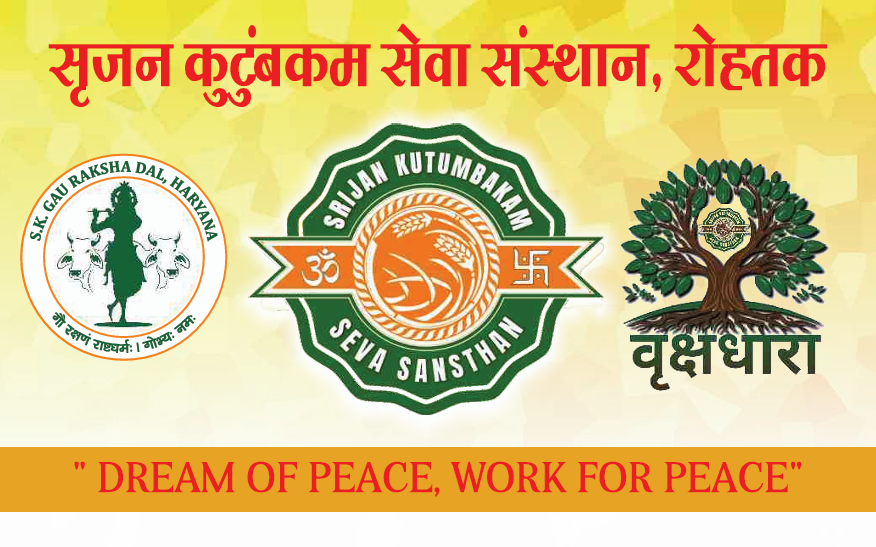 सृजन कुटुंबकम सेवा संस्थान, रोहतक
S.K. GAU RAKSHA DAL, HARYANA
गौ रक्षणं राष्ट्रधर्मः। गोभ्यः नमः
SRIJAN KUTUMBAKAM
ॐ 卐
SEVA SANSTHAN
वृक्षधारा
" DREAM OF PEACE, WORK FOR PEACE"